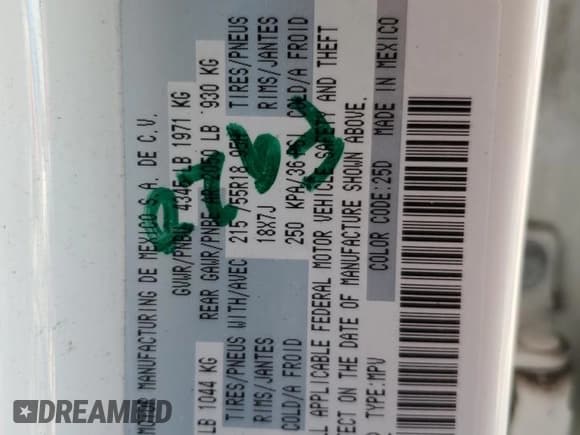 MOTOR MANUFACTURING DE MEXICO S.A. DE C.V.
GVWR/PNBV 4345 LB 1971 KG
LB 1044 KG REAR GAWR/PNBE LB 930 KG
TIRES/PNEUS WITH/AVEC 215 /55R18 95H TIRES/PNEUS
RIMS/JANTES 18X7J RIMS/JANTES
COLD/A FROID 250 KPA/36 PSI COLD/A FROID
ALL APPLICABLE FEDERAL MOTOR VEHICLE SAFETY AND THEFT
ECT ON THE DATE OF MANUFACTURE SHOWN ABOVE.
TYPE:MPV COLOR CODE:25D MADE IN MEXICO
DREAMBID